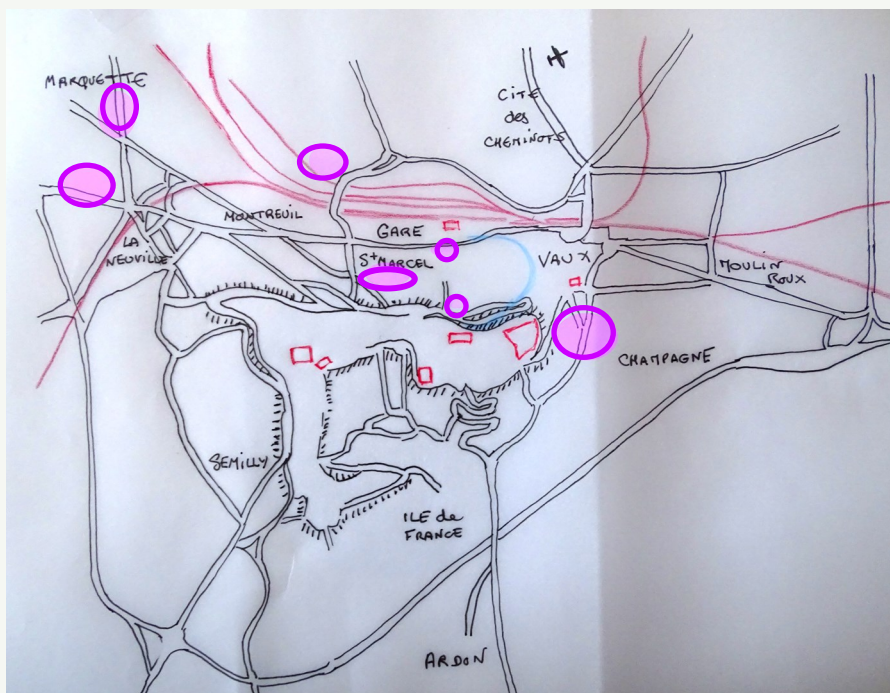 MARQUETTE
CITE
des
CHEMINOTS
MONTREUIL
GARE
LA
NEUVILLE
St MARCEL
VAUX
MOULIN
ROUX
CHAMPAGNE
SEMILLY
ILE de
FRANCE
ARDON